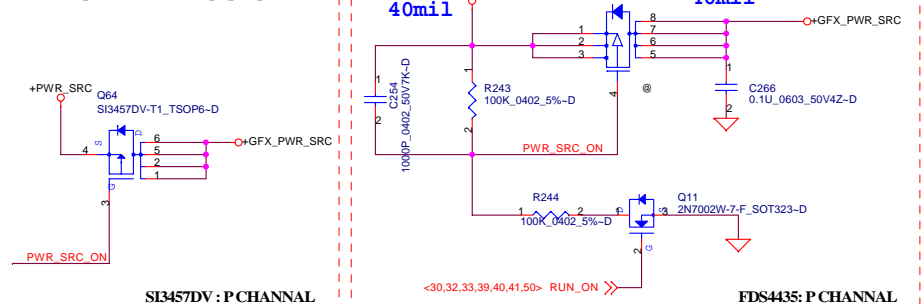 40mil
+PWR_SRC
Q64
SI3457DV-T1_TSOP6~D
S
D
4
6
5
2
1
+GFX_PWR_SRC
G
3
PWR_SRC_ON
SI3457DV : P CHANNAL
1
2
3
8
7
6
5
+GFX_PWR_SRC
4
@
1
C254
1000P_0402_50V7K~D
2
1
R243
100K_0402_5%~D
2
1
C266
0.1U_0603_50V4Z~D
2
PWR_SRC_ON
R244
1
2
100K_0402_5%~D
Q11
2N7002W-7-F_SOT323~D
1
D
S
3
G
2
<30,32,33,39,40,41,50> RUN_ON
FDS4435: P CHANNAL